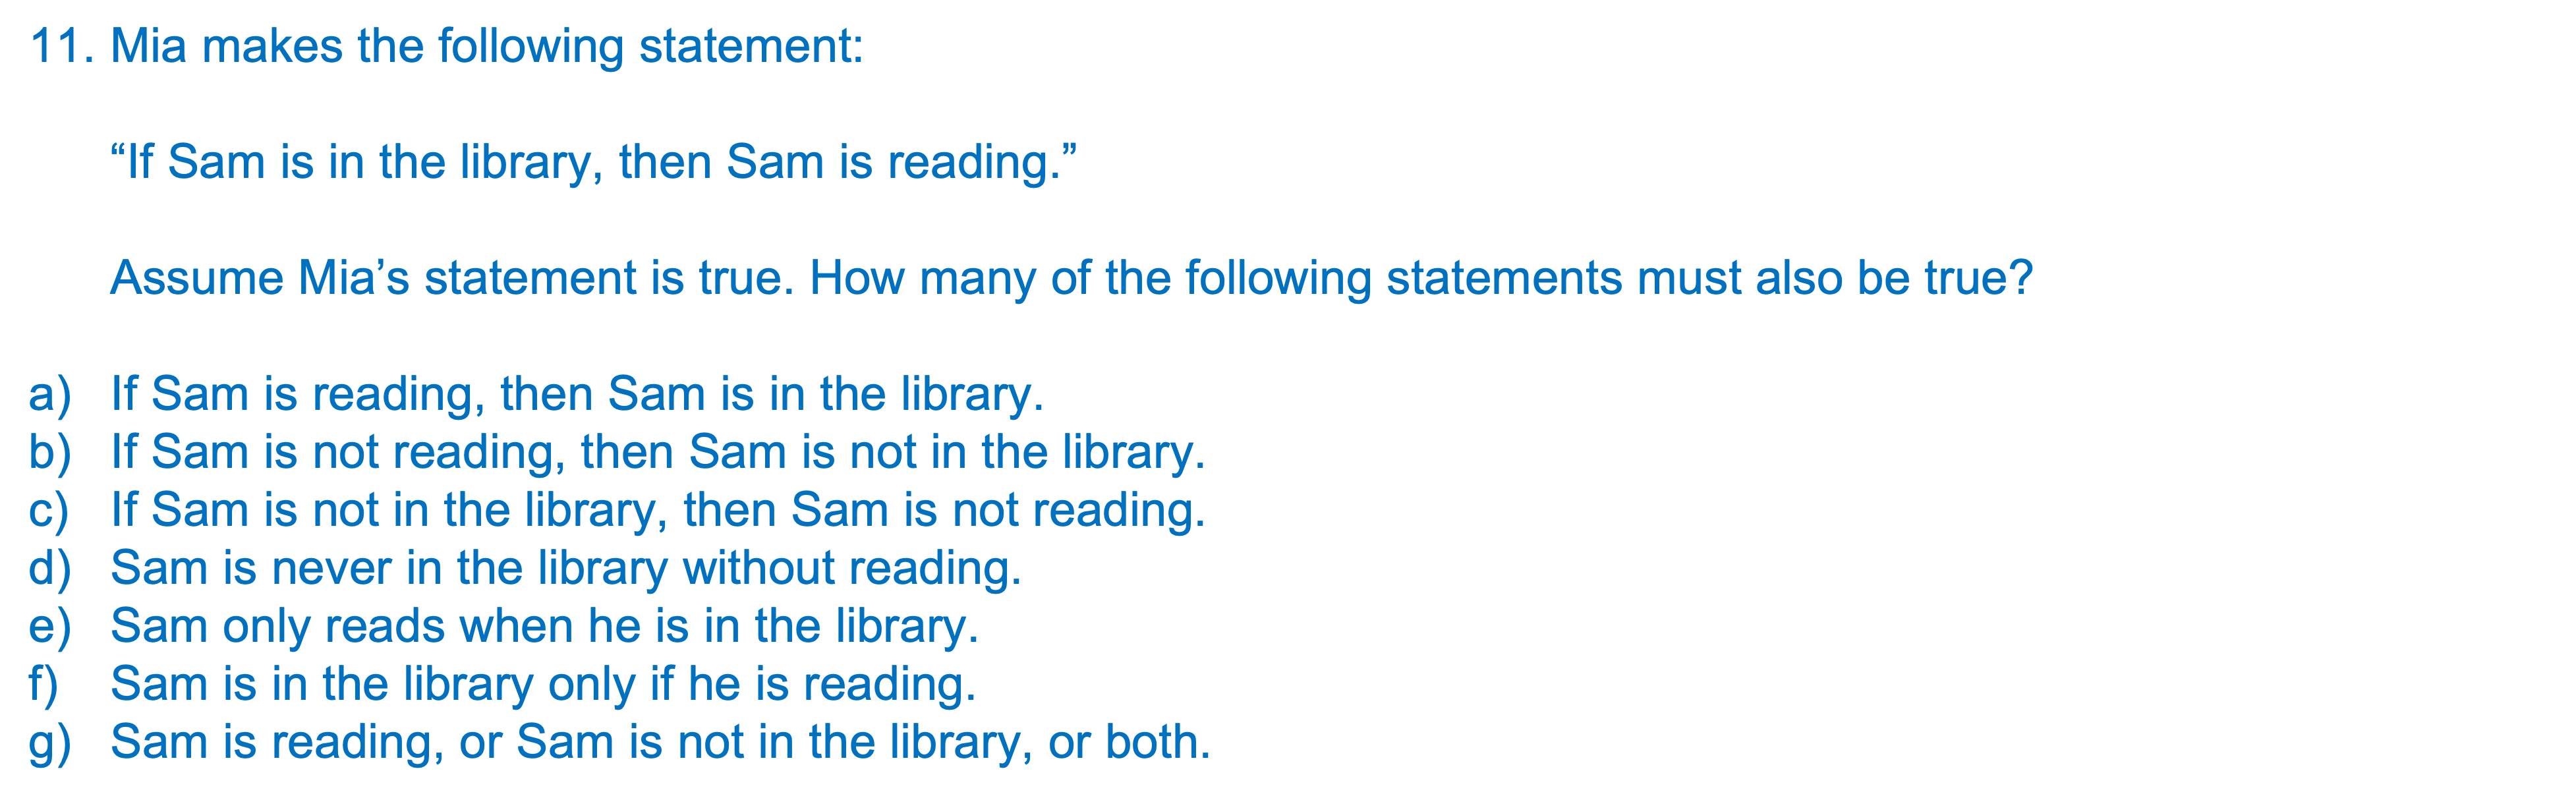 11. Mia makes the following statement:
“If Sam is in the library, then Sam is reading.”
Assume Mia’s statement is true. How many of the following statements must also be true?
a) If Sam is reading, then Sam is in the library.
b) If Sam is not reading, then Sam is not in the library.
c) If Sam is not in the library, then Sam is not reading.
d) Sam is never in the library without reading.
e) Sam only reads when he is in the library.
f) Sam is in the library only if he is reading.
g) Sam is reading, or Sam is not in the library, or both.